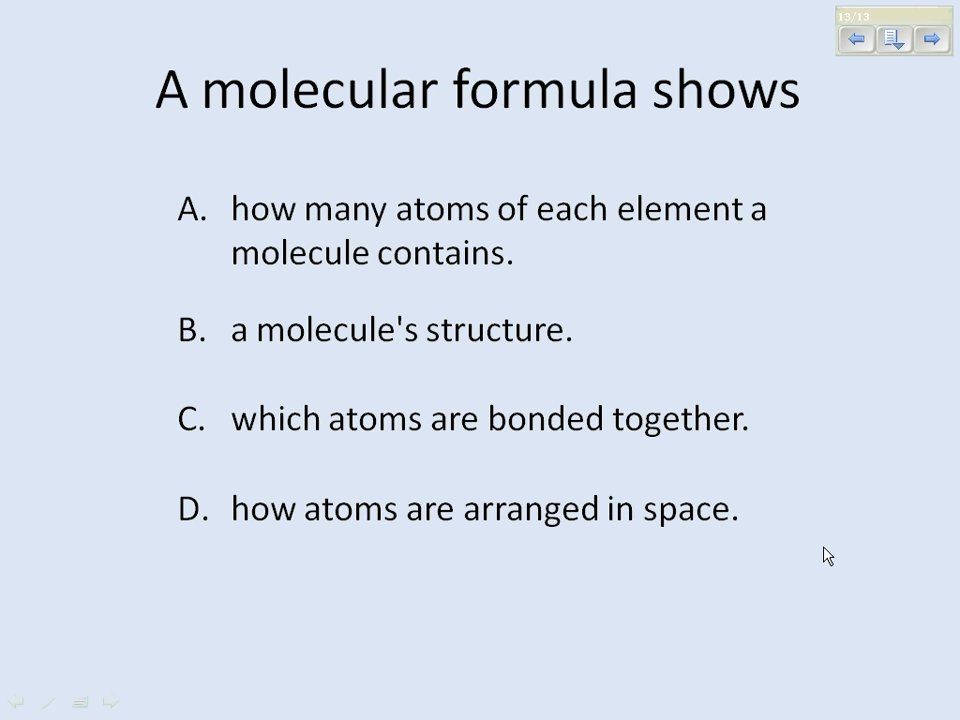 13/13
A molecular formula shows
A. how many atoms of each element a
molecule contains.
B. a molecule's structure.
C. which atoms are bonded together.
D. how atoms are arranged in space.